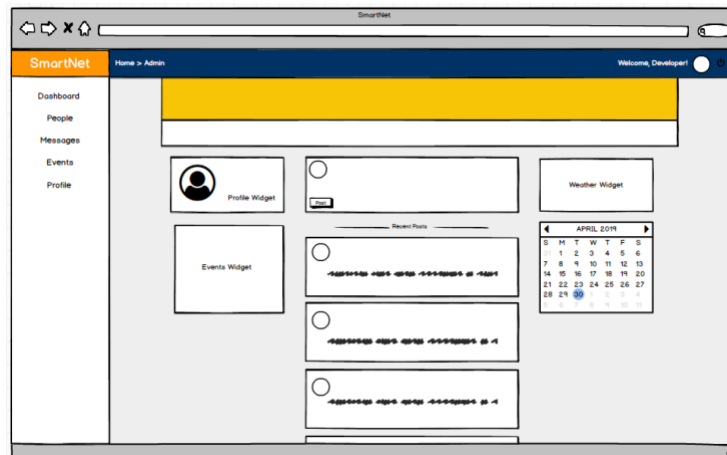 SmartNet
SmartNet
Home > Admin
Welcome, Developer!
Dashboard
People
Messages
Events
Profile
Profile Widget
Post
Weather Widget
Recent Posts
Events Widget
APRIL 2019
S M T W T F S
31 1 2 3 4 5 6
7 8 9 10 11 12 13
14 15 16 17 18 19 20
21 22 23 24 25 26 27
28 29 30 1 2 3 4
5 6 7 8 9 10 11